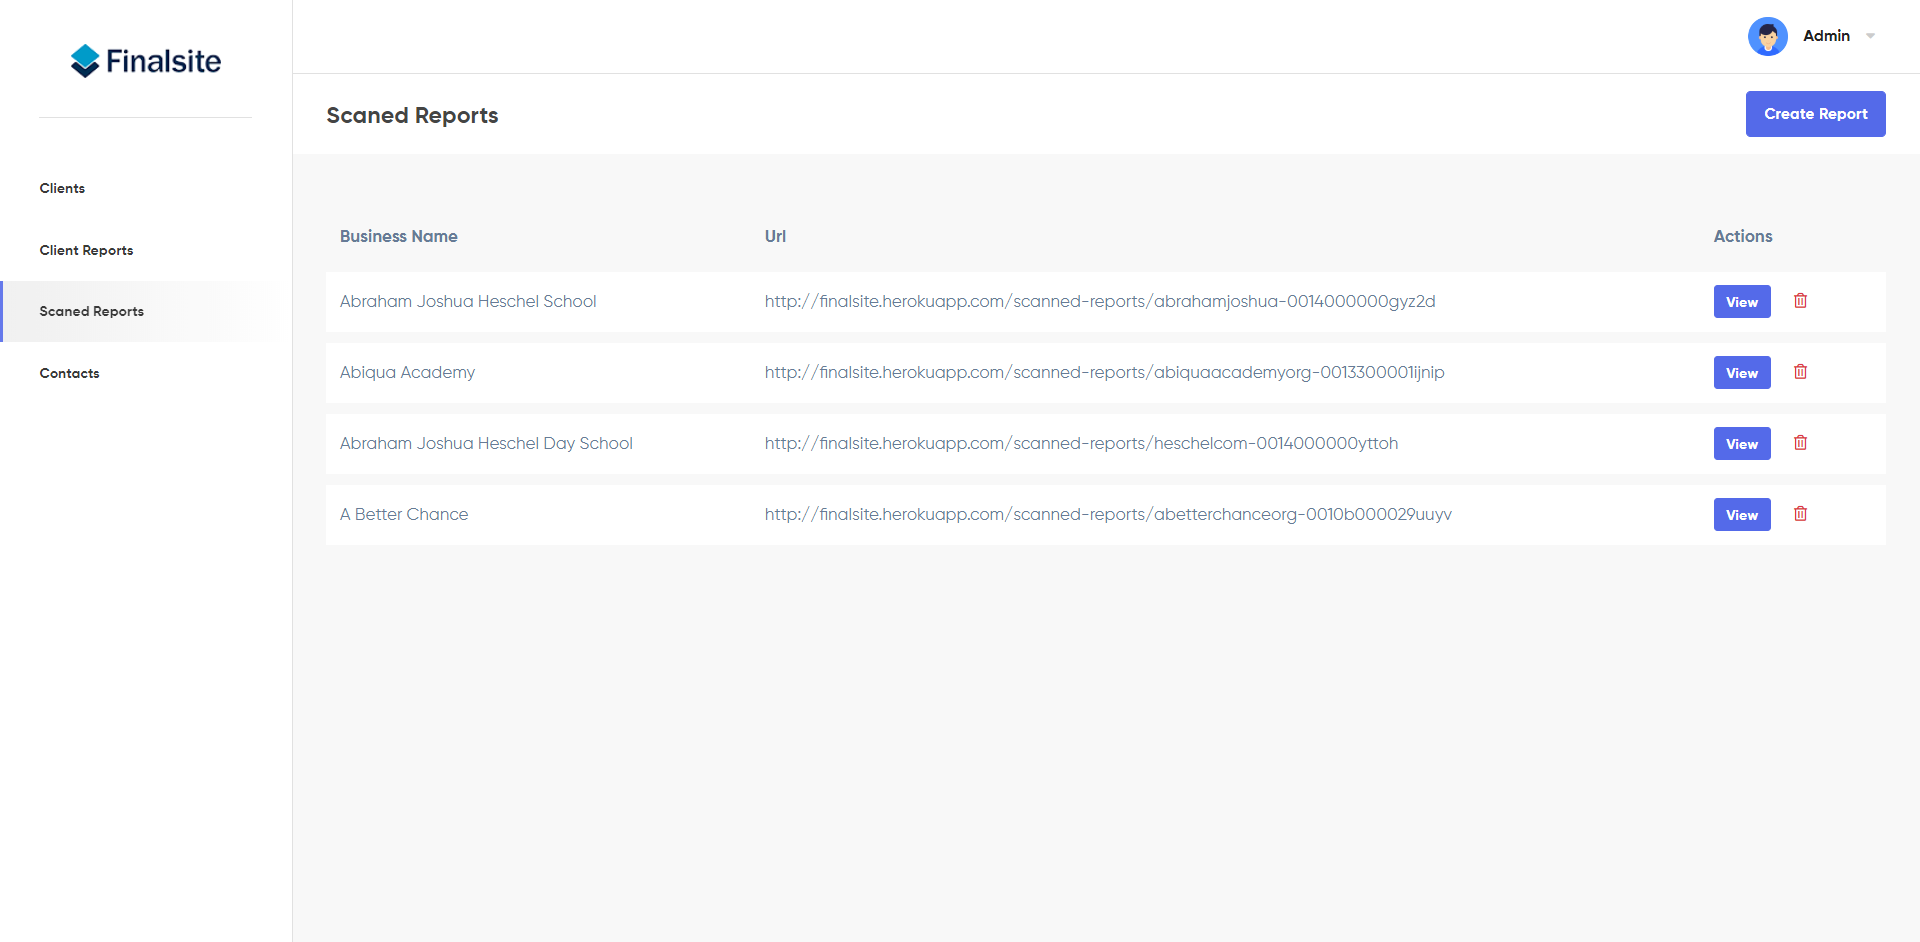 Finalsite
Admin
Scaned Reports
Create Report
Clients
Client Reports
Scaned Reports
Contacts
Business Name Url Actions
Abraham Joshua Heschel School http://finalsite.herokuapp.com/scanned-reports/abrahamjoshua-0014000000gyz2d View
Abiqua Academy http://finalsite.herokuapp.com/scanned-reports/abiquaacademyorg-0013300001ijnip View
Abraham Joshua Heschel Day School http://finalsite.herokuapp.com/scanned-reports/heschelcom-0014000000yttoh View
A Better Chance http://finalsite.herokuapp.com/scanned-reports/abetterchanceorg-0010b000029uuyv View